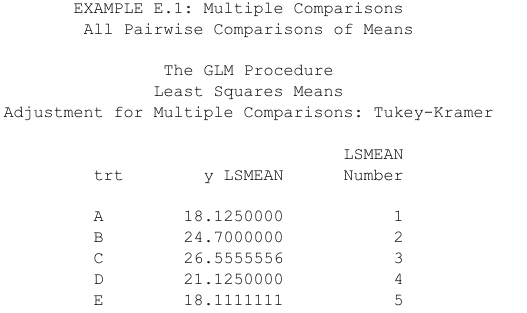 EXAMPLE E.1: Multiple Comparisons
All Pairwise Comparisons of Means
The GLM Procedure
Least Squares Means
Adjustment for Multiple Comparisons: Tukey-Kramer
LSMEAN
trt y LSMEAN Number
A 18.1250000 1
B 24.7000000 2
C 26.5555556 3
D 21.1250000 4
E 18.1111111 5